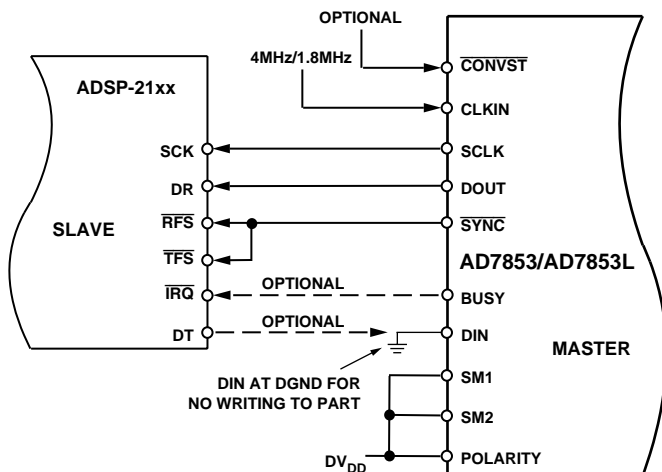 OPTIONAL
4MHz/1.8MHz
ADSP-21xx
CONVST
CLKIN
SCK
SCLK
DR
DOUT
RFS
SYNC
SLAVE
AD7853/AD7853L
TFS
IRQ
OPTIONAL
BUSY
DT
OPTIONAL
DIN
MASTER
DIN AT DGND FOR
NO WRITING TO PART
SM1
SM2
DVDD
POLARITY